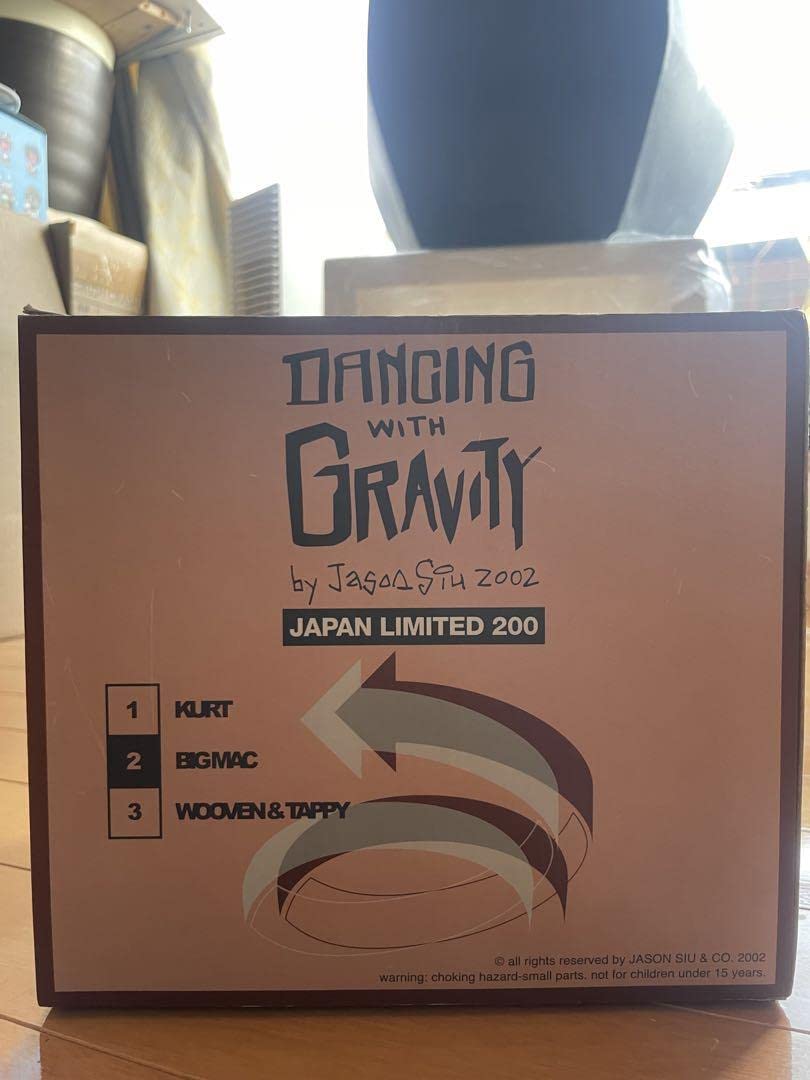 DANCING
WITH
GRAVITY
by Jason Siu 2002
JAPAN LIMITED 200
1 KURT
2 BIGMAC
3 WOOVEN & TAPPY
© all rights reserved by JASON SIU & CO. 2002
warning: choking hazard-small parts. not for children under 15 years.